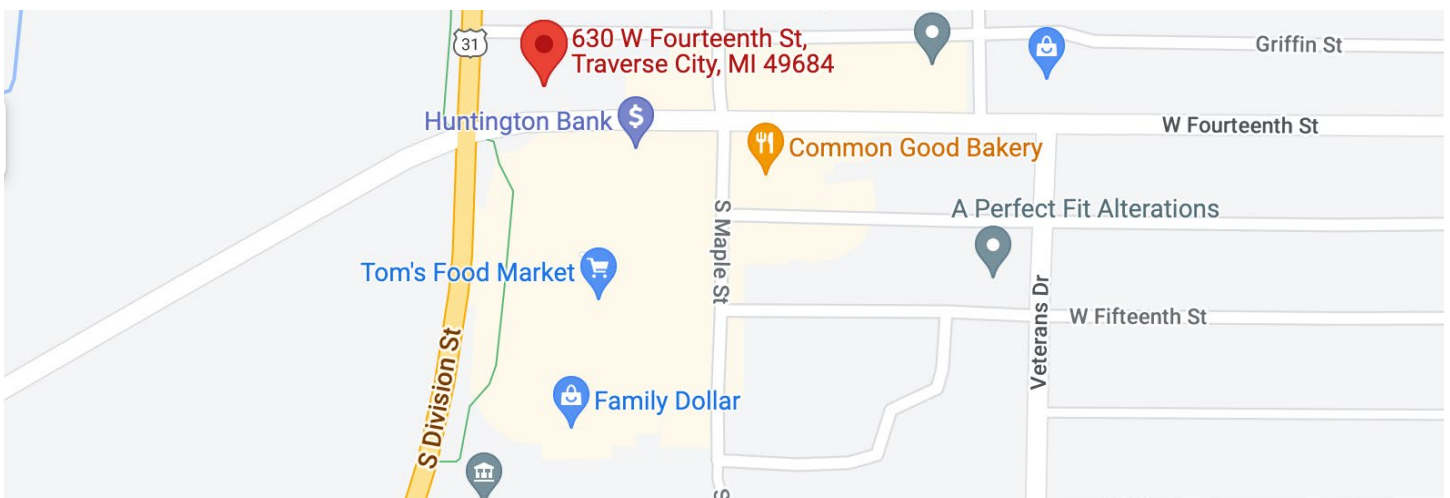 31
630 W Fourteenth St,
Traverse City, MI 49684
Griffin St
Huntington Bank
$
W Fourteenth St
Common Good Bakery
A Perfect Fit Alterations
S Maple St
Tom's Food Market
Veterans Dr
W Fifteenth St
S Division St
Family Dollar
S